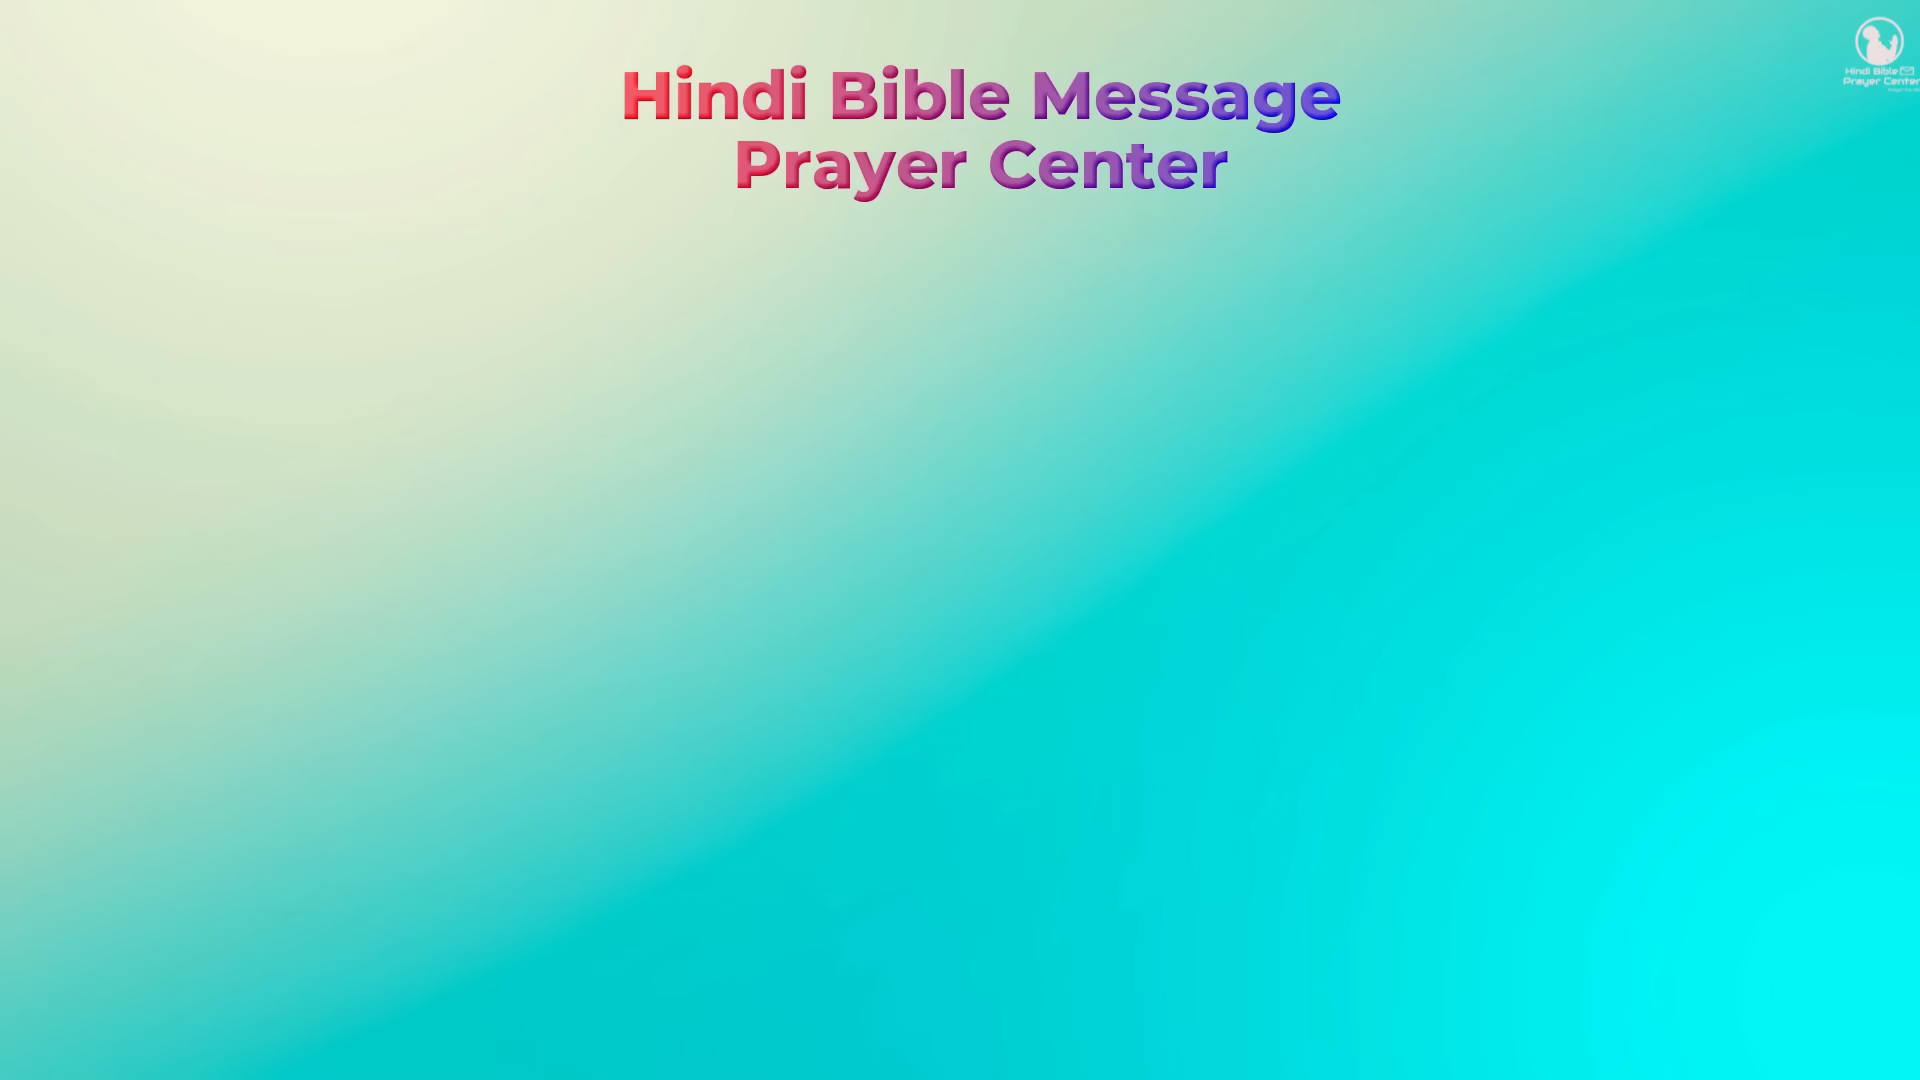 Hindi Bible Message
Prayer Center
Hindi Bible
Prayer Center